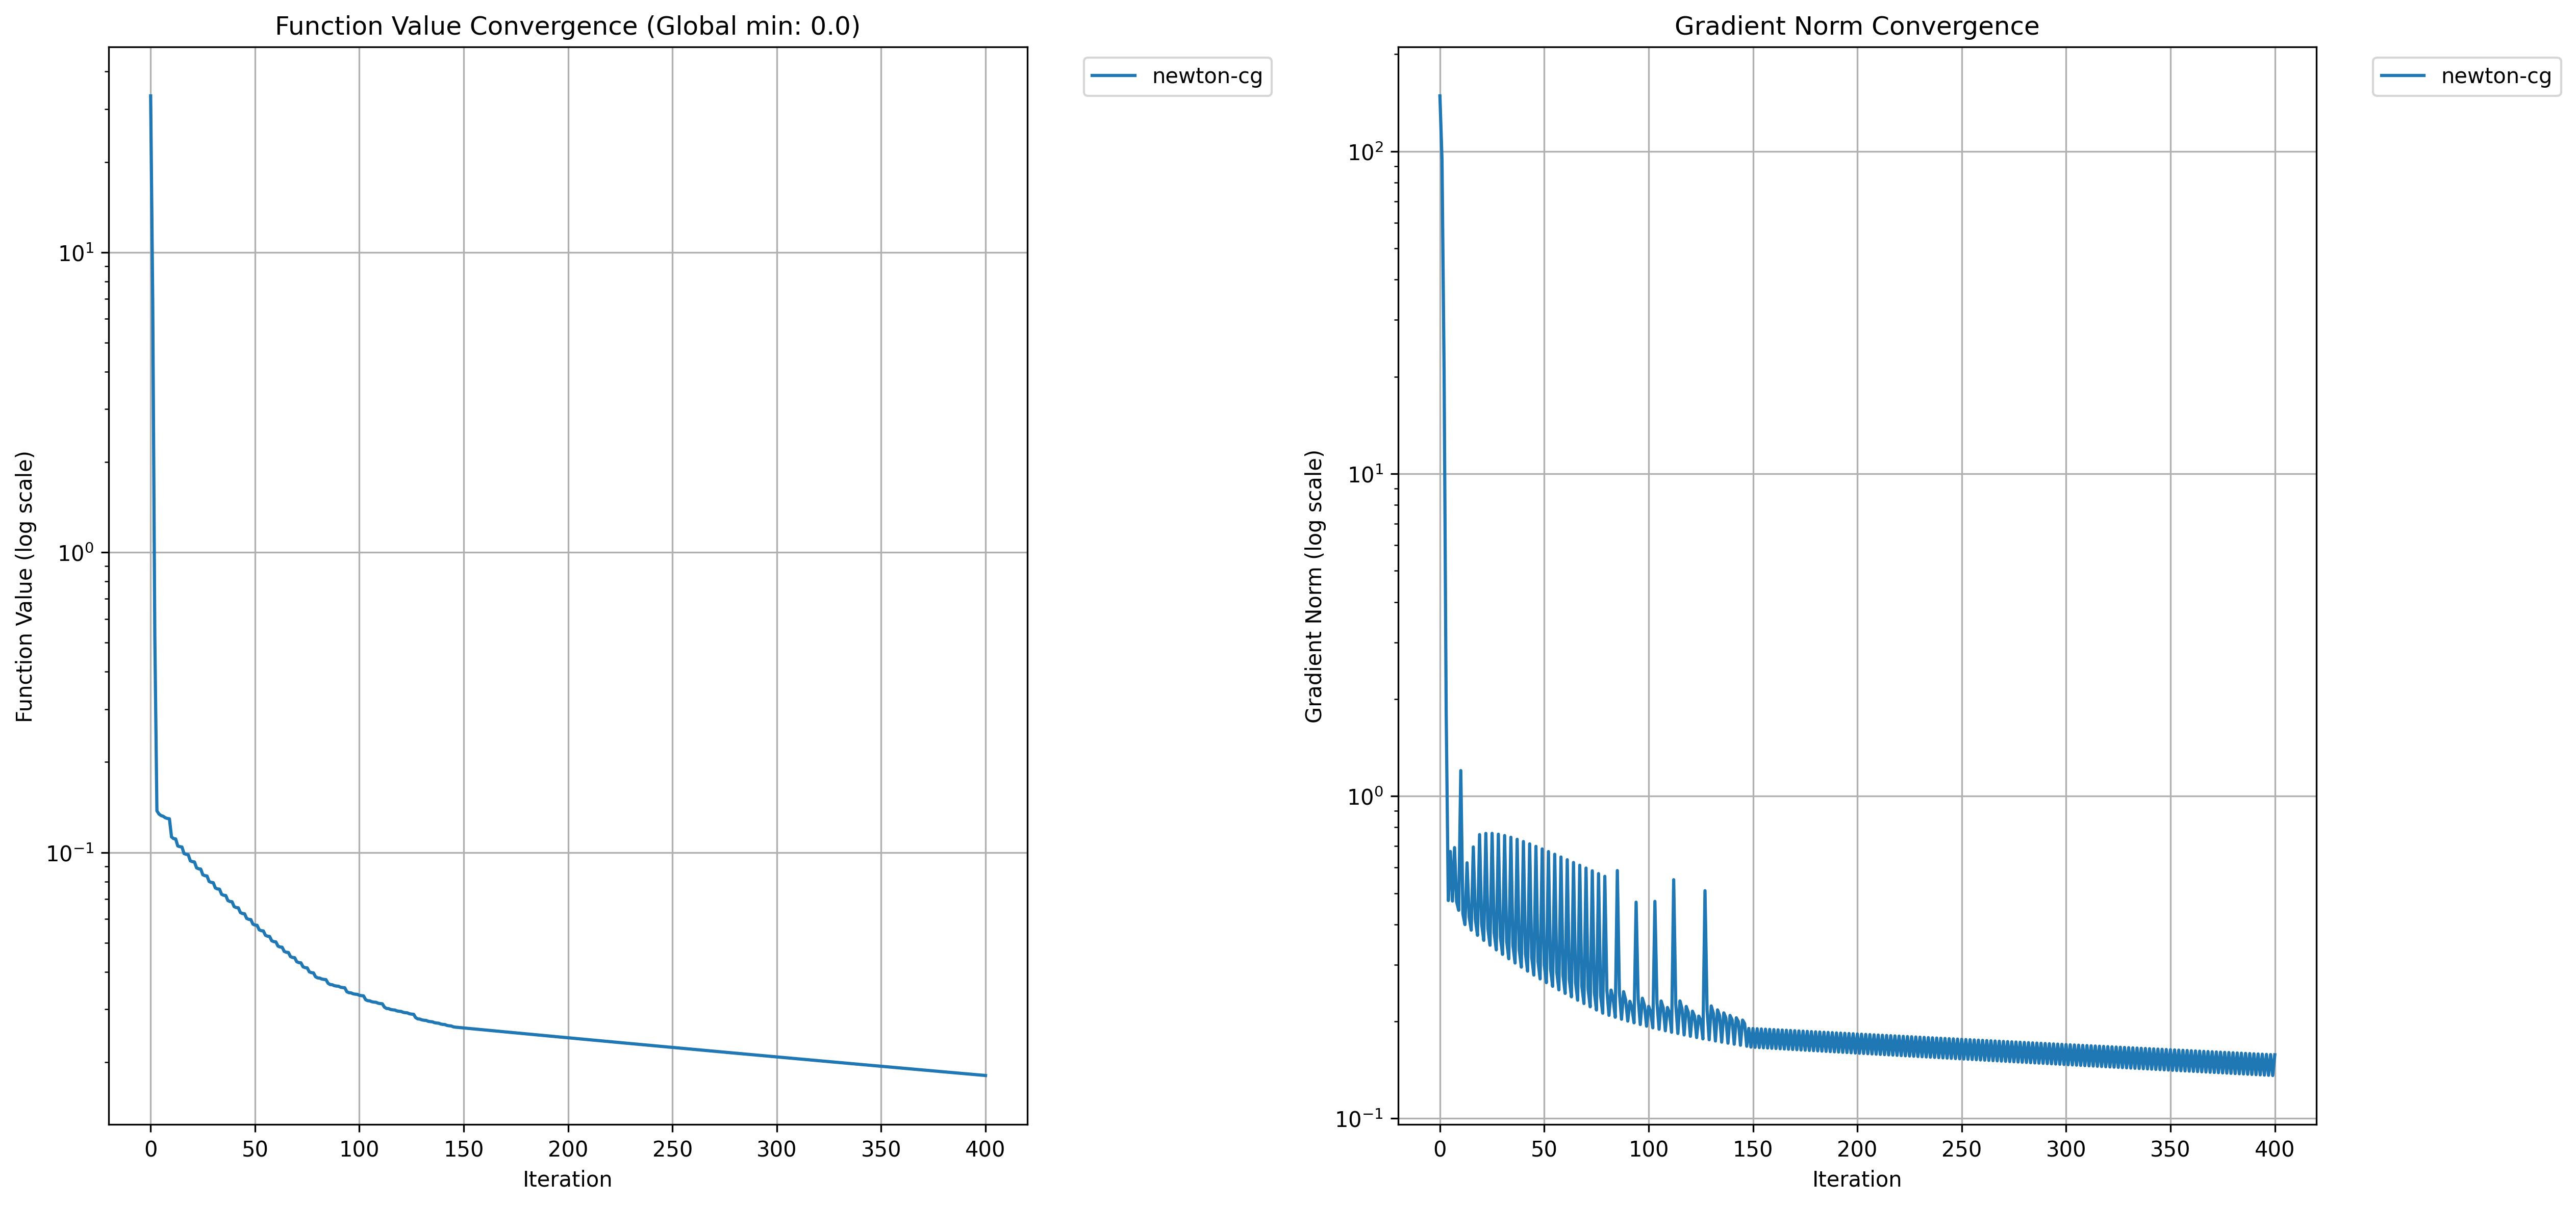 Function Value Convergence (Global min: 0.0)
newton-cg
Function Value (log scale)
10¹
10⁰
10⁻¹
0 50 100 150 200 250 300 350 400
Iteration
Gradient Norm Convergence
newton-cg
Gradient Norm (log scale)
10²
10¹
10⁰
10⁻¹
0 50 100 150 200 250 300 350 400
Iteration